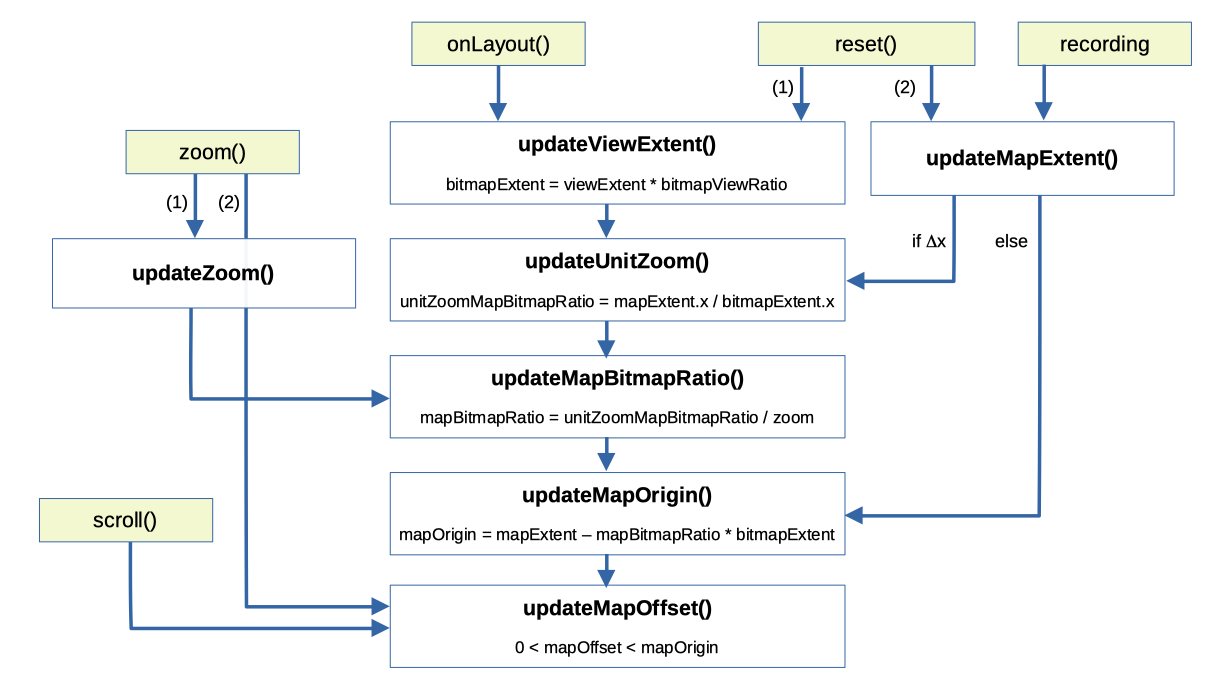 onLayout()
reset()
recording
(1)
(2)
zoom()
(1)
(2)
updateViewExtent()
bitmapExtent = viewExtent * bitmapViewRatio
updateMapExtent()
if Δx
else
updateZoom()
updateUnitZoom()
unitZoomMapBitmapRatio = mapExtent.x / bitmapExtent.x
updateMapBitmapRatio()
mapBitmapRatio = unitZoomMapBitmapRatio / zoom
scroll()
updateMapOrigin()
mapOrigin = mapExtent – mapBitmapRatio * bitmapExtent
updateMapOffset()
0 < mapOffset < mapOrigin